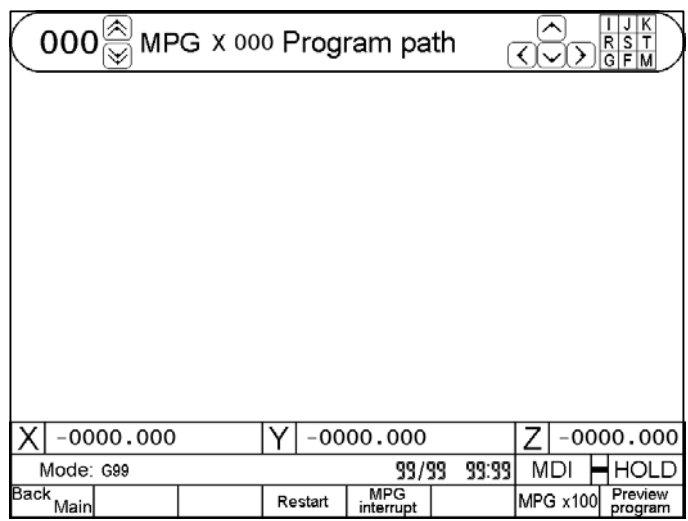 000 MPG X 000 Program path
I J K
R S T
G F M
X -0000.000 Y -0000.000 Z -0000.000
Mode: G99 99/99 99:99 MDI HOLD
Back Main Restart MPG interrupt MPG x100 Preview program